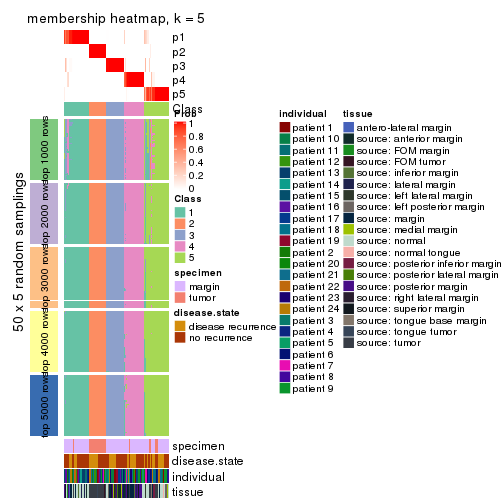 membership heatmap, k = 5
p1
p2
p3
p4
p5
Class
Prob
1
0.8
0.6
0.4
0.2
0
Class
1
2
3
4
5
specimen
margin
tumor
disease.state
disease recurrence
no recurrence
50 x 5 random samplings
top 1000 rows
top 2000 rows
top 3000 rows
top 4000 rows
top 5000 rows
specimen
disease.state
individual
tissue
individual
patient 1
patient 10
patient 11
patient 12
patient 13
patient 14
patient 15
patient 16
patient 17
patient 18
patient 19
patient 2
patient 20
patient 21
patient 22
patient 23
patient 24
patient 3
patient 4
patient 5
patient 6
patient 7
patient 8
patient 9
tissue
antero-lateral margin
source: anterior margin
source: FOM margin
source: FOM tumor
source: inferior margin
source: lateral margin
source: left lateral margin
source: left posterior margin
source: margin
source: medial margin
source: normal
source: normal tongue
source: posterior inferior margin
source: posterior lateral margin
source: posterior margin
source: right lateral margin
source: superior margin
source: tongue base margin
source: tongue tumor
source: tumor